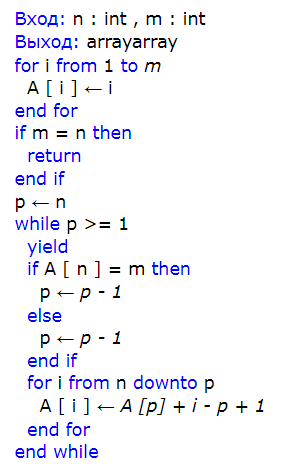 Вход: n : int , m : int
Выход: arrayarray
for i from 1 to m
A [ i ] ← i
end for
if m = n then
return
end if
p ← n
while p >= 1
yield
if A [ n ] = m then
p ← p - 1
else
p ← p - 1
end if
for i from n downto p
A [ i ] ← A [p] + i - p + 1
end for
end while